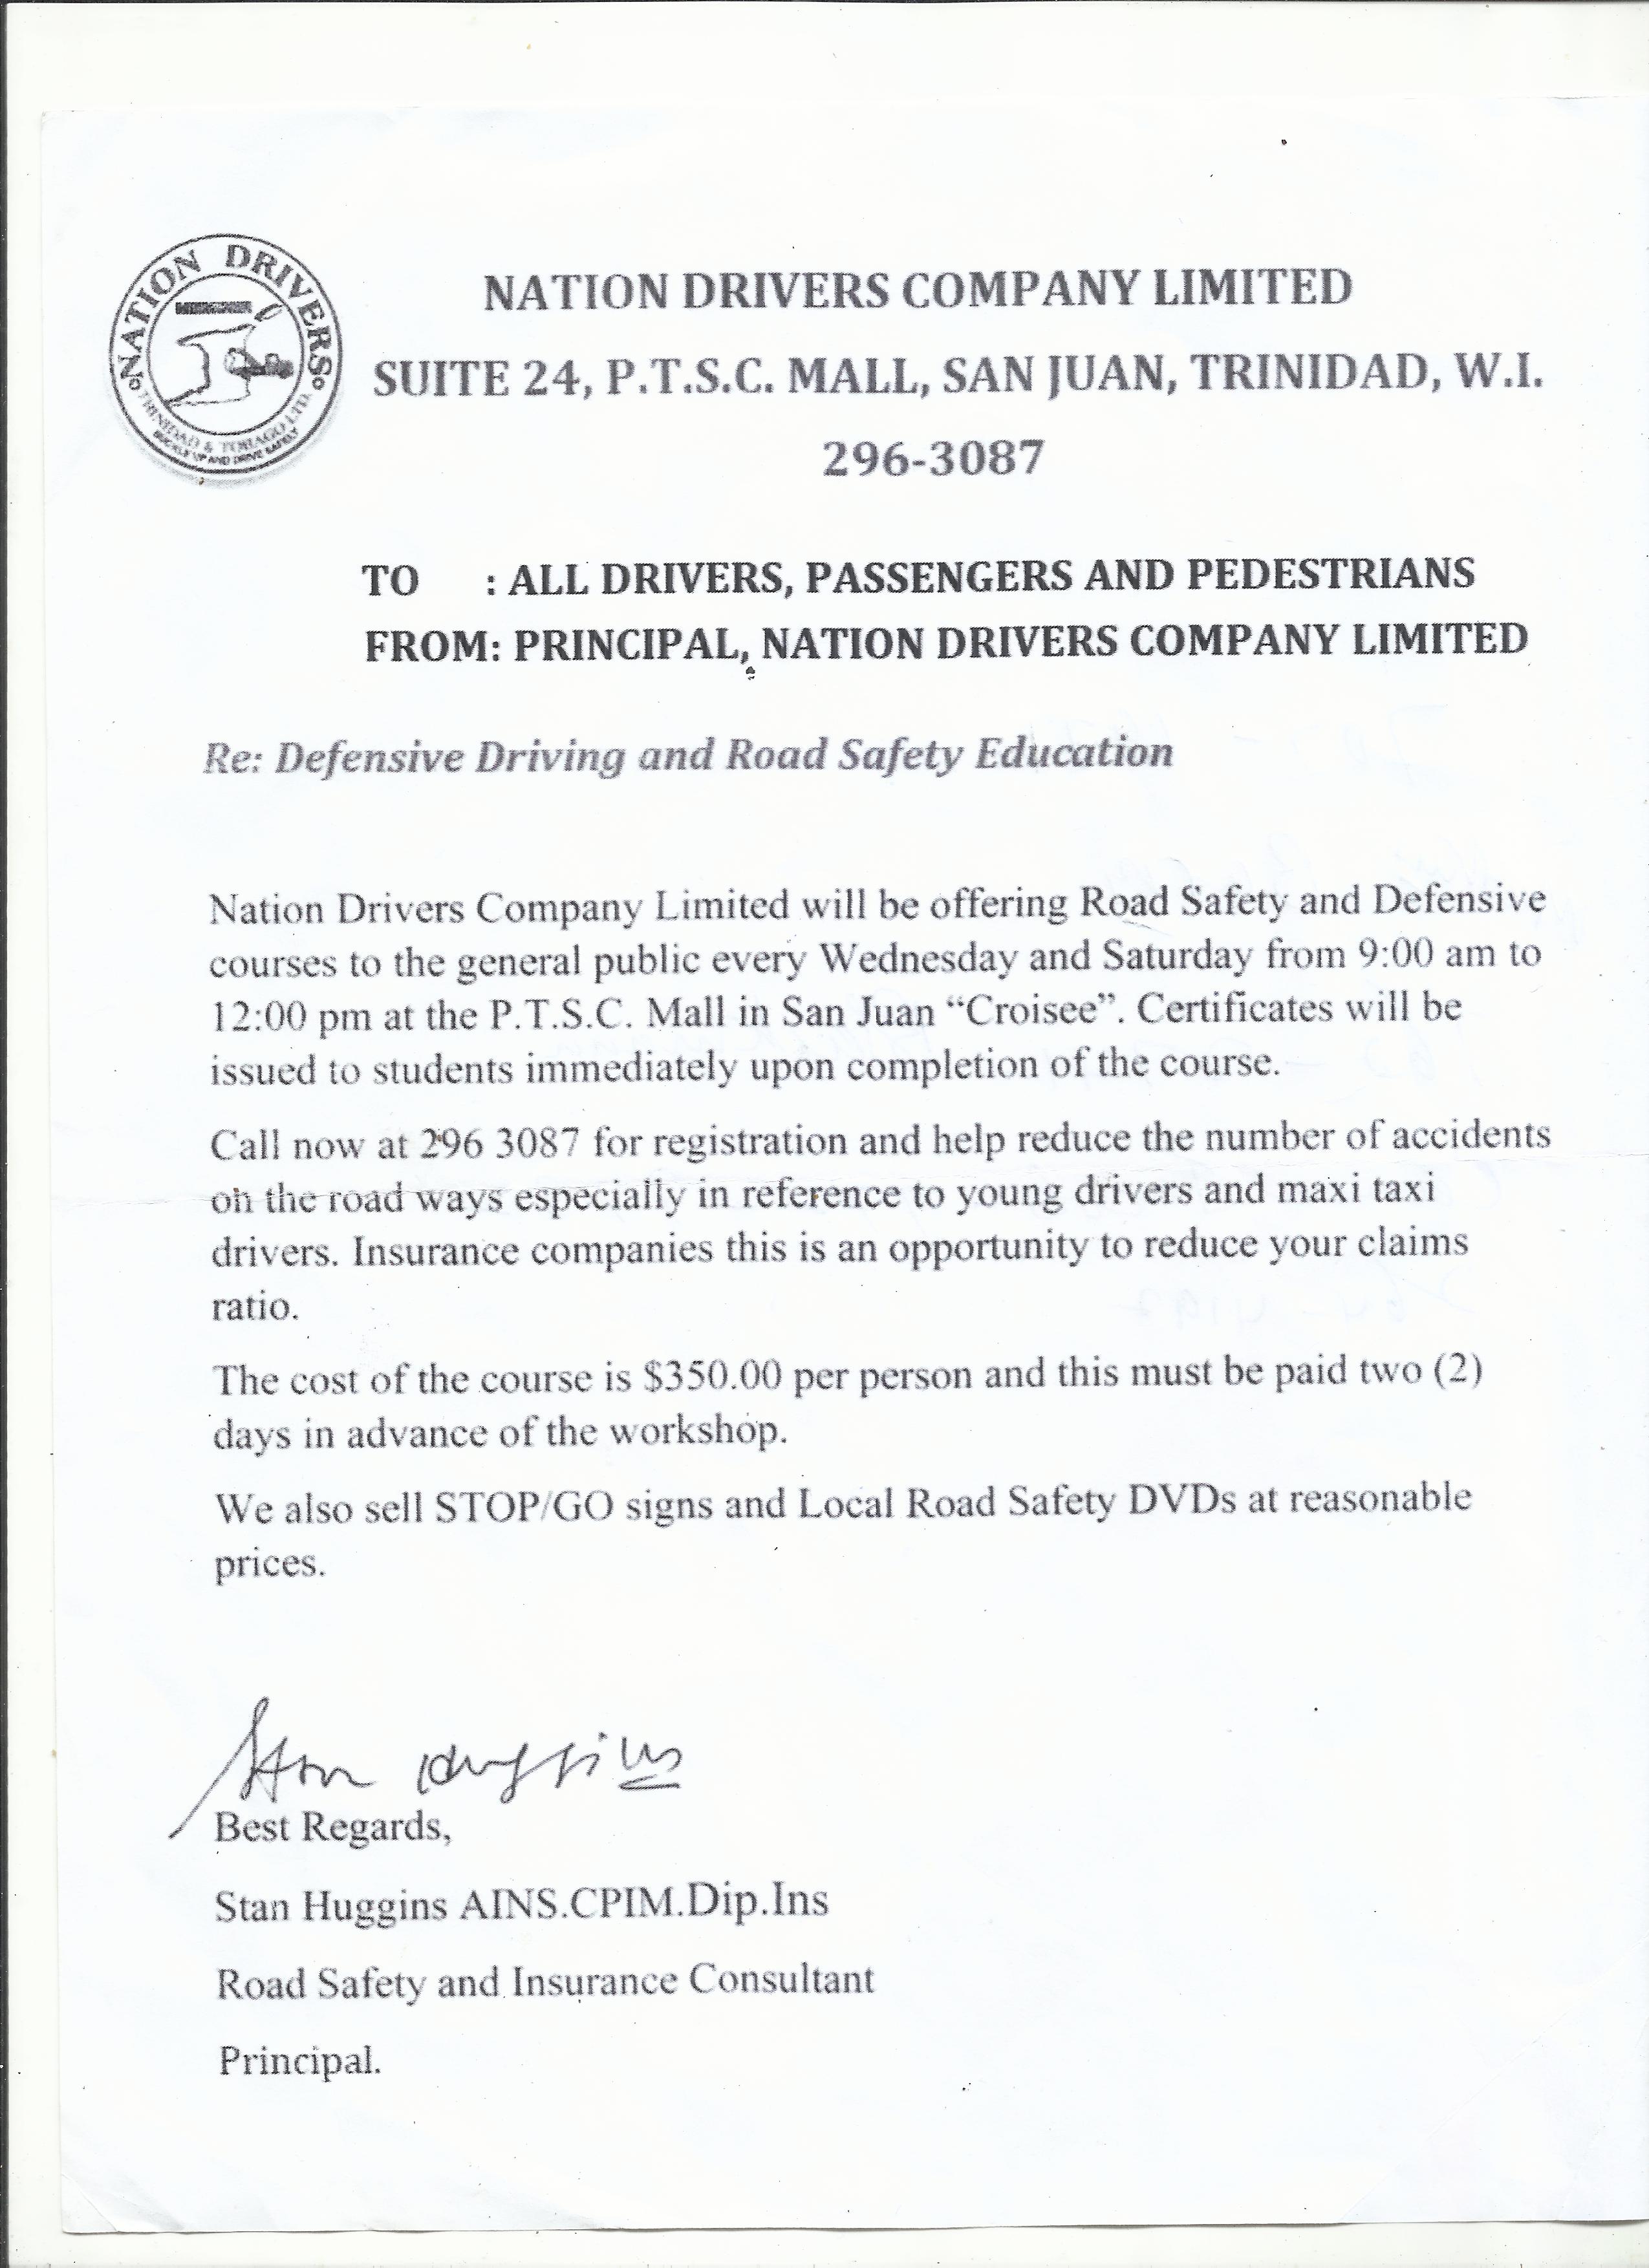 NATION DRIVERS
TRINIDAD & TOBAGO LTD.
BUCKLE UP AND DRIVE SAFELY
NATION DRIVERS COMPANY LIMITED
SUITE 24, P.T.S.C. MALL, SAN JUAN, TRINIDAD, W.I.
296-3087
TO : ALL DRIVERS, PASSENGERS AND PEDESTRIANS
FROM: PRINCIPAL, NATION DRIVERS COMPANY LIMITED
Re: Defensive Driving and Road Safety Education
Nation Drivers Company Limited will be offering Road Safety and Defensive
courses to the general public every Wednesday and Saturday from 9:00 am to
12:00 pm at the P.T.S.C. Mall in San Juan “Croisee”. Certificates will be
issued to students immediately upon completion of the course.
Call now at 296 3087 for registration and help reduce the number of accidents
on the road ways especially in reference to young drivers and maxi taxi
drivers. Insurance companies this is an opportunity to reduce your claims
ratio.
The cost of the course is $350.00 per person and this must be paid two (2)
days in advance of the workshop.
We also sell STOP/GO signs and Local Road Safety DVDs at reasonable
prices.
Stan Huggins
Best Regards,
Stan Huggins AINS.CPIM.Dip.Ins
Road Safety and Insurance Consultant
Principal.